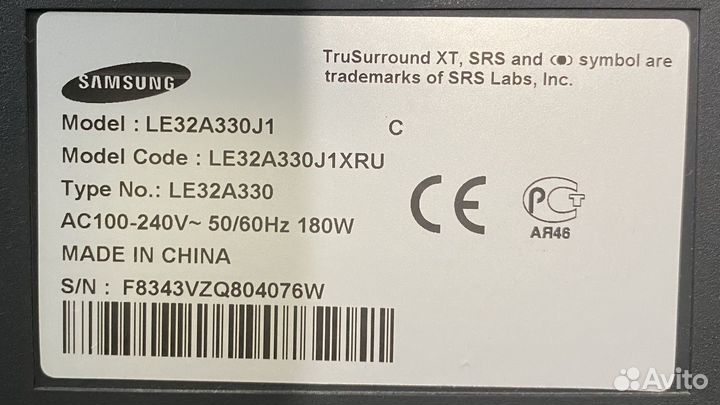 SAMSUNG
TruSurround XT, SRS and (●) symbol are
trademarks of SRS Labs, Inc.
Model : LE32A330J1 C
Model Code : LE32A330J1XRU
Type No.: LE32A330
AC100-240V~ 50/60Hz 180W
MADE IN CHINA
S/N : F8343VZQ804076W
CE
РСТ
АЯ46
Avito